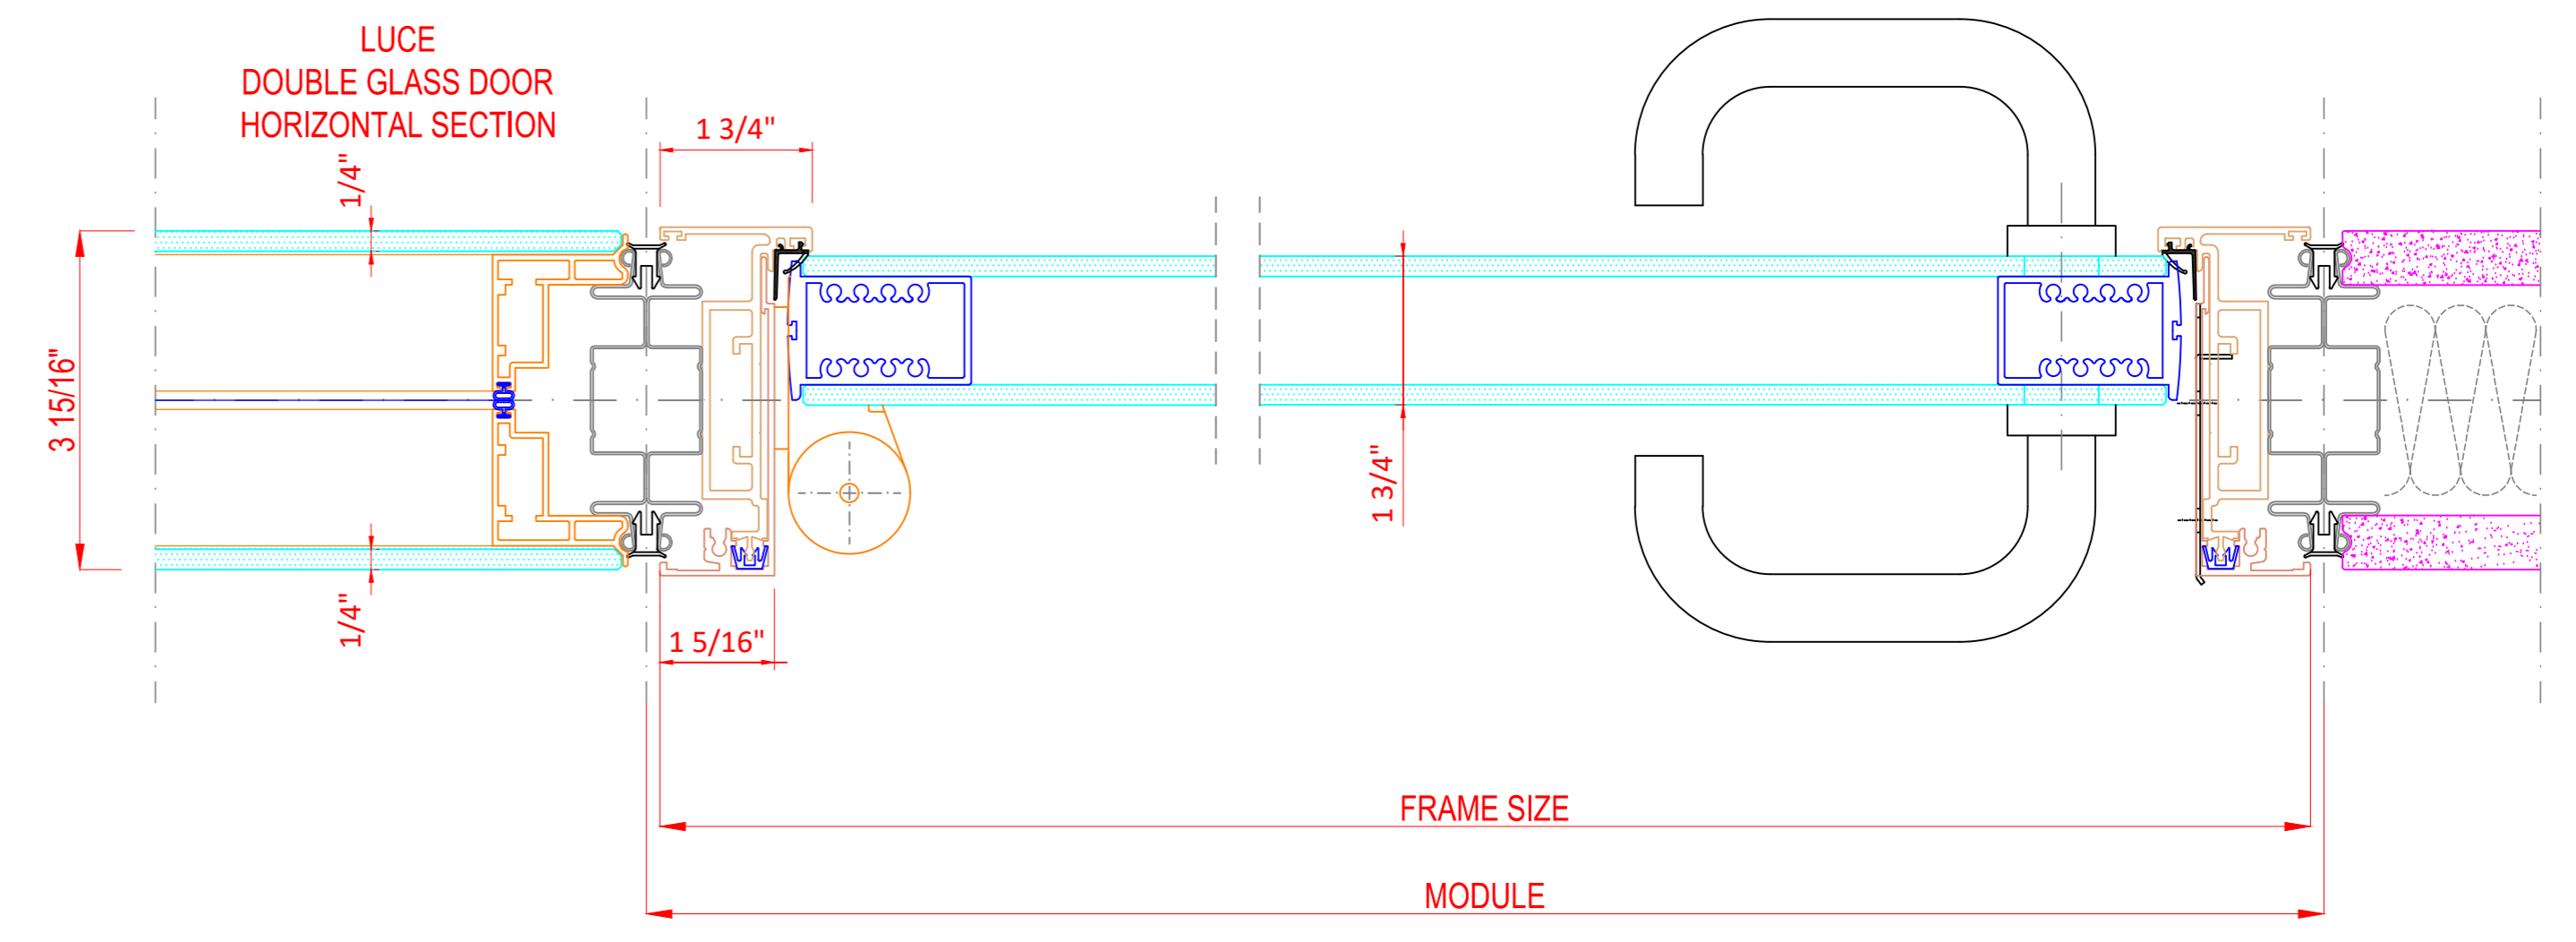 LUCE
DOUBLE GLASS DOOR
HORIZONTAL SECTION
1/4"
1 3/4"
3 15/16"
1 3/4"
1/4"
1 5/16"
FRAME SIZE
MODULE